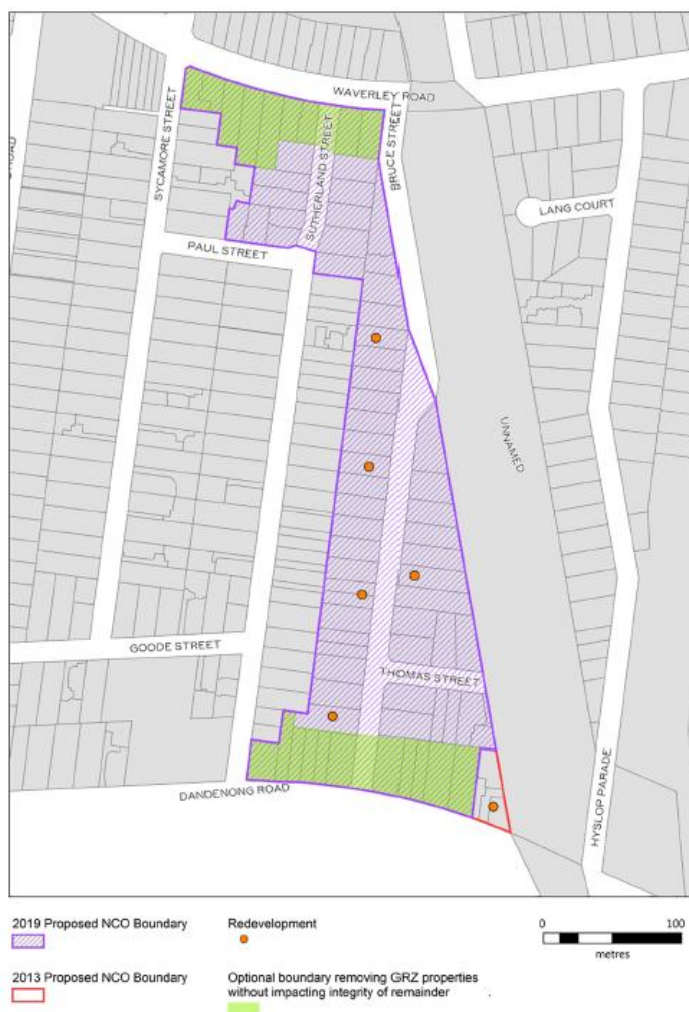 WAVERLEY ROAD
SYCAMORE STREET
SUTHERLAND STREET
BRUCE STREET
LANG COURT
PAUL STREET
UNNAMED
GOODE STREET
THOMAS STREET
DANDENONG ROAD
HYSLOP PARADE
2019 Proposed NCO Boundary
Redevelopment
0 100
metres
2013 Proposed NCO Boundary
Optional boundary removing GRZ properties
without impacting integrity of remainder .